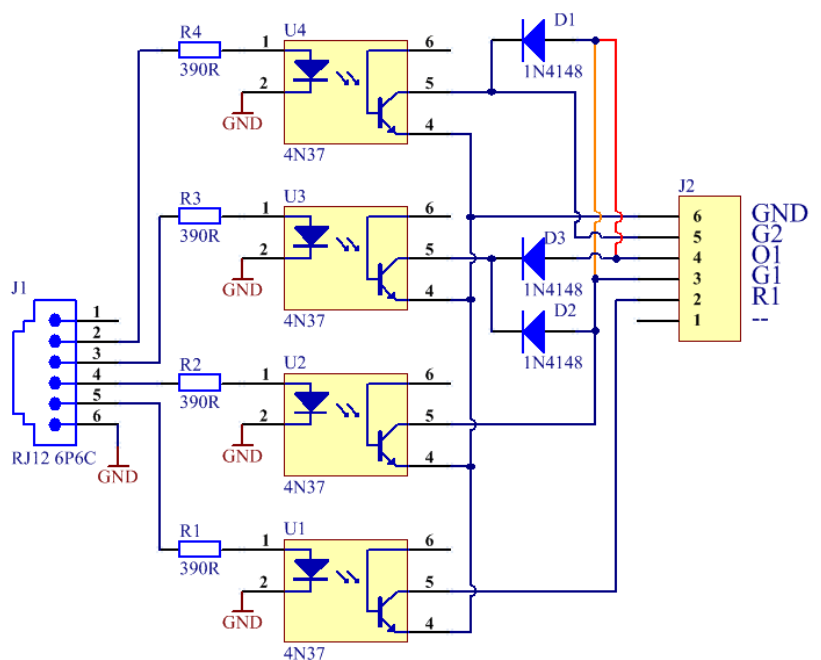 D1
1N4148
R4
390R
1
2
GND
U4
6
5
4
4N37
R3
390R
1
2
GND
U3
6
5
4
4N37
D3
1N4148
D2
1N4148
J2
6 GND
5 G2
4 O1
3 G1
2 R1
1 --
J1
1
2
3
4
5
6
RJ12 6P6C
GND
R2
390R
1
2
GND
U2
6
5
4
4N37
R1
390R
1
2
GND
U1
6
5
4
4N37